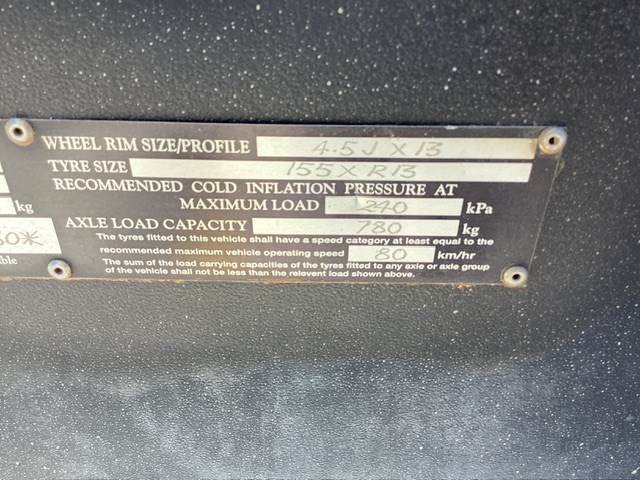 WHEEL RIM SIZE/PROFILE 4.5J X 13
TYRE SIZE 155 X R13
RECOMMENDED COLD INFLATION PRESSURE AT
MAXIMUM LOAD 240 kPa
kg AXLE LOAD CAPACITY 780 kg
The tyres fitted to this vehicle shall have a speed category at least equal to the
recommended maximum vehicle operating speed 80 km/hr
The sum of the load carrying capacities of the tyres fitted to any axle or axle group
of the vehicle shall not be less than the relevent load shown above.